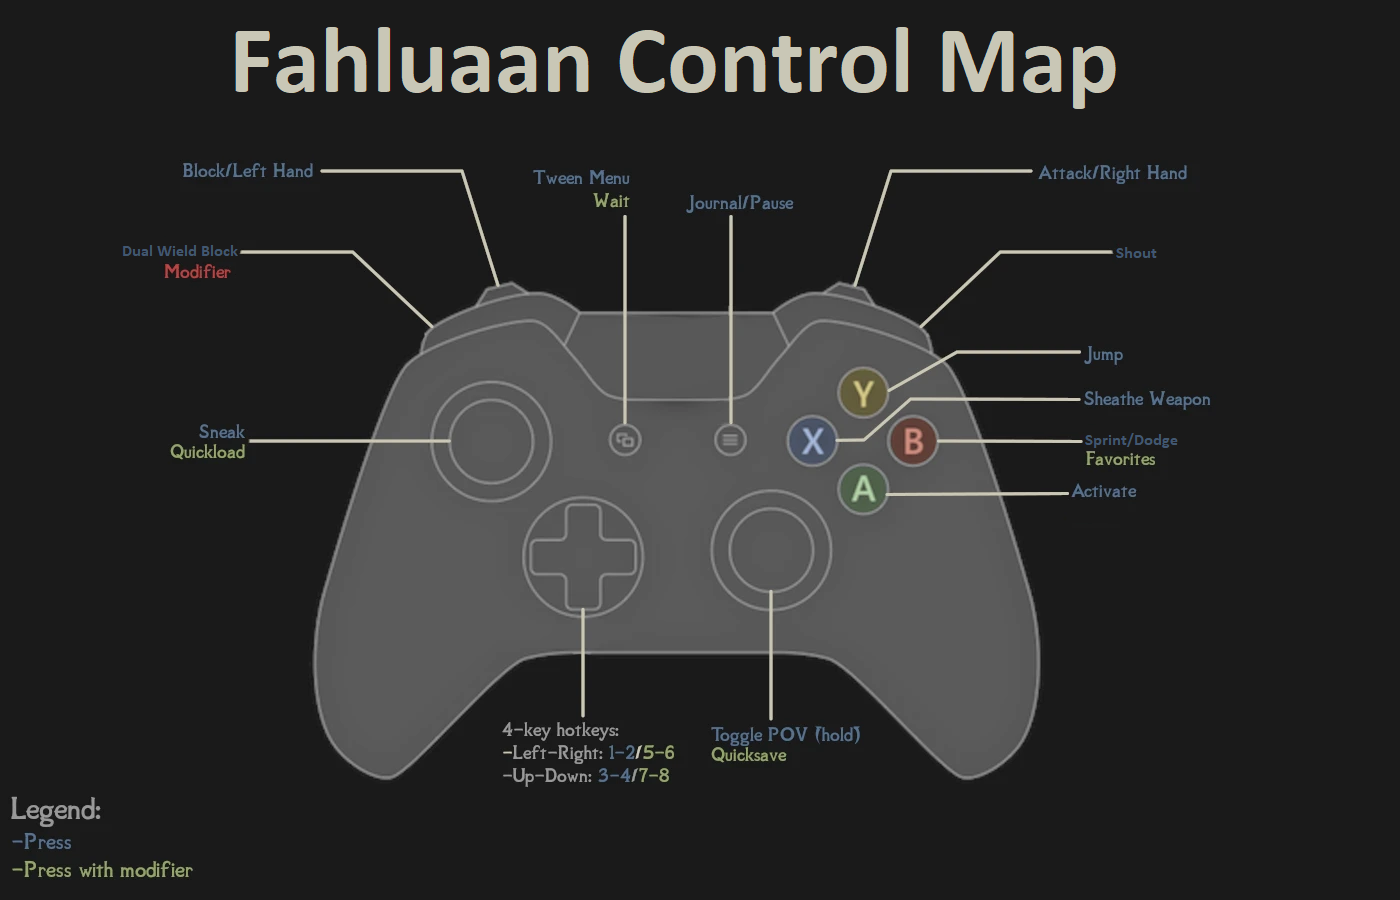 Fahluaan Control Map
Block/Left Hand
Tween Menu
Wait
Journal/Pause
Attack/Right Hand
Dual Wield Block
Modifier
Shout
Jump
Sheathe Weapon
Sneak
Quickload
Sprint/Dodge
Favorites
Activate
Y
X
B
A
4-key hotkeys:
-Left-Right: 1-2/5-6
-Up-Down: 3-4/7-8
Toggle POV (hold)
Quicksave
Legend:
-Press
-Press with modifier